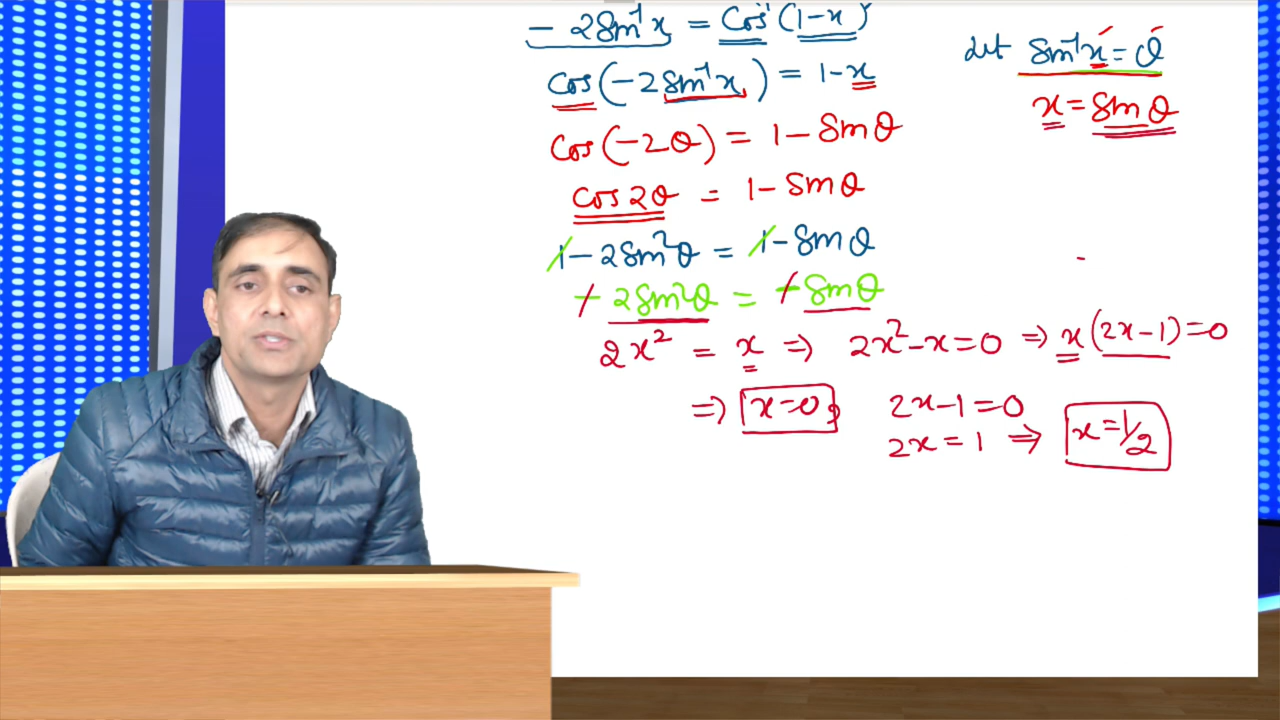 - 2Sin⁻¹x = Cos⁻¹(1-x)
let Sin⁻¹x = θ
cos(-2Sin⁻¹x) = 1-x
x = Sinθ
cos(-2θ) = 1 - Sinθ
cos2θ = 1 - Sinθ
1 - 2Sin²θ = 1 - Sinθ
- 2Sin²θ = - Sinθ
2x² = x ⇒ 2x² - x = 0 ⇒ x(2x-1) = 0
⇒ x = 0, 2x-1 = 0
2x = 1 ⇒ x = 1/2